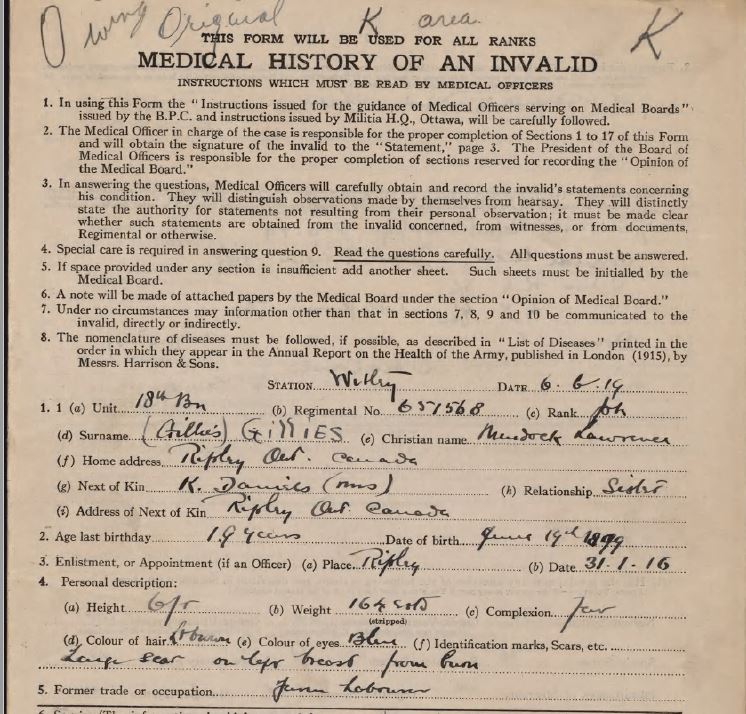 Owing Original K area. K
THIS FORM WILL BE USED FOR ALL RANKS
MEDICAL HISTORY OF AN INVALID
INSTRUCTIONS WHICH MUST BE READ BY MEDICAL OFFICERS
1. In using this Form the "Instructions issued for the guidance of Medical Officers serving on Medical Boards"
issued by the B.P.C. and instructions issued by Militia H.Q., Ottawa, will be carefully followed.
2. The Medical Officer in charge of the case is responsible for the proper completion of Sections 1 to 17 of this Form
and will obtain the signature of the invalid to the "Statement," page 3. The President of the Board of
Medical Officers is responsible for the proper completion of sections reserved for recording the "Opinion of
the Medical Board."
3. In answering the questions, Medical Officers will carefully obtain and record the invalid's statements concerning
his condition. They will distinguish observations made by themselves from hearsay. They will distinctly
state the authority for statements not resulting from their personal observation; it must be made clear
whether such statements are obtained from the invalid concerned, from witnesses, or from documents,
Regimental or otherwise.
4. Special care is required in answering question 9. Read the questions carefully. All questions must be answered.
5. If space provided under any section is insufficient add another sheet. Such sheets must be initialled by the
Medical Board.
6. A note will be made of attached papers by the Medical Board under the section "Opinion of Medical Board."
7. Under no circumstances may information other than that in sections 7, 8, 9 and 10 be communicated to the
invalid, directly or indirectly.
8. The nomenclature of diseases must be followed, if possible, as described in "List of Diseases" printed in the
order in which they appear in the Annual Report on the Health of the Army, published in London (1915), by
Messrs. Harrison & Sons.
STATION Witley DATE 6.6.19
1. 1 (a) Unit 18th Bn (b) Regimental No. 651568 (c) Rank
(d) Surname (Gillies) GillIES (e) Christian name Murdock Lawrence
(f) Home address Ripley Ont. Canada
(g) Next of Kin K. Daniels (mrs) (h) Relationship Sister
(i) Address of Next of Kin Ripley Ont Canada
2. Age last birthday 19 years Date of birth June 19th 1899
3. Enlistment, or Appointment (if an Officer) (a) Place Ripley (b) Date 31-1-16
4. Personal description:
(a) Height 6ft (b) Weight 164 (c) Complexion Fair
(stripped)
(d) Colour of hair (e) Colour of eyes Blue (f) Identification marks, Scars, etc.
Large Scar on left breast from burn
5. Former trade or occupation Farm Labourer